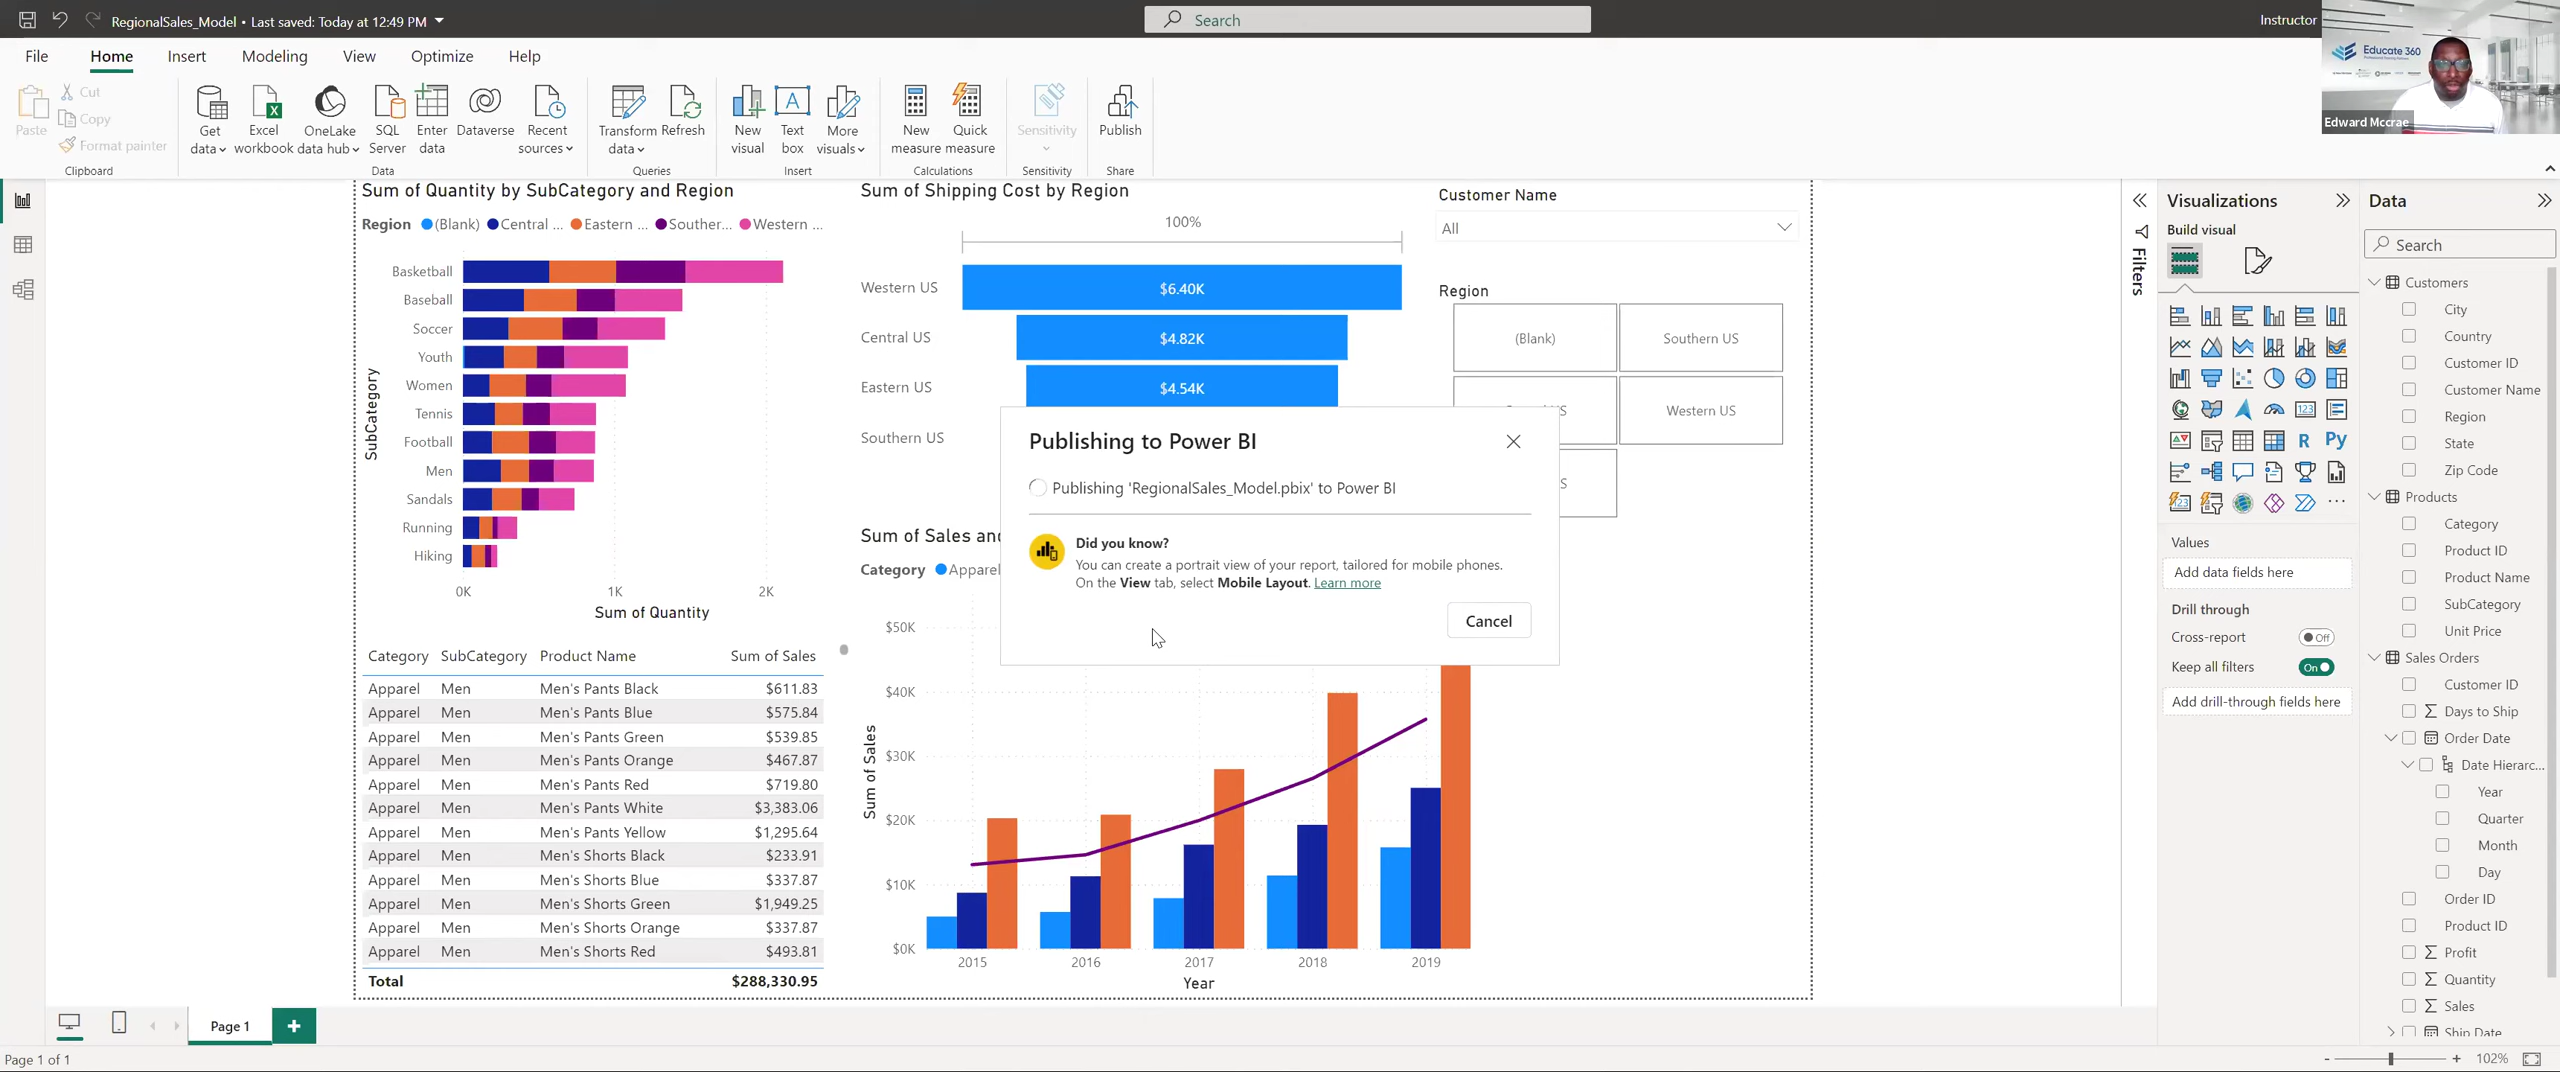 RegionalSales_Model • Last saved: Today at 12:49 PM
Search
Instructor
Educate 360
Edward Mccrae
File
Home
Insert
Modeling
View
Optimize
Help
Paste
Cut
Copy
Format painter
Clipboard
Get data
Excel workbook
OneLake data hub
SQL Server
Enter data
Dataverse
Recent sources
Data
Transform data
Refresh
Queries
New visual
Text box
More visuals
Insert
New measure
Quick measure
Calculations
Sensitivity
Sensitivity
Publish
Share
Sum of Quantity by SubCategory and Region
Region (Blank) Central ... Eastern ... Souther... Western ...
SubCategory
Basketball
Baseball
Soccer
Youth
Women
Tennis
Football
Men
Sandals
Running
Hiking
0K 1K 2K
Sum of Quantity
Sum of Shipping Cost by Region
100%
Western US $6.40K
Central US $4.82K
Eastern US $4.54K
Southern US
Customer Name
All
Region
(Blank)
Southern US
S
Western US
S
Publishing to Power BI
Publishing 'RegionalSales_Model.pbix' to Power BI
Did you know?
You can create a portrait view of your report, tailored for mobile phones.
On the View tab, select Mobile Layout. Learn more
Cancel
Category SubCategory Product Name Sum of Sales
Apparel Men Men's Pants Black $611.83
Apparel Men Men's Pants Blue $575.84
Apparel Men Men's Pants Green $539.85
Apparel Men Men's Pants Orange $467.87
Apparel Men Men's Pants Red $719.80
Apparel Men Men's Pants White $3,383.06
Apparel Men Men's Pants Yellow $1,295.64
Apparel Men Men's Shorts Black $233.91
Apparel Men Men's Shorts Blue $337.87
Apparel Men Men's Shorts Green $1,949.25
Apparel Men Men's Shorts Orange $337.87
Apparel Men Men's Shorts Red $493.81
Total $288,330.95
Sum of Sales and
Category Apparel
Sum of Sales
$50K
$40K
$30K
$20K
$10K
$0K
2015 2016 2017 2018 2019
Year
Filters
Visualizations
Build visual
R Py
123
Values
Add data fields here
Drill through
Cross-report Off
Keep all filters On
Add drill-through fields here
Data
Search
Customers
City
Country
Customer ID
Customer Name
Region
State
Zip Code
Products
Category
Product ID
Product Name
SubCategory
Unit Price
Sales Orders
Customer ID
Days to Ship
Order Date
Date Hierarc...
Year
Quarter
Month
Day
Order ID
Product ID
Profit
Quantity
Sales
Ship Date
Page 1
Page 1 of 1
102%